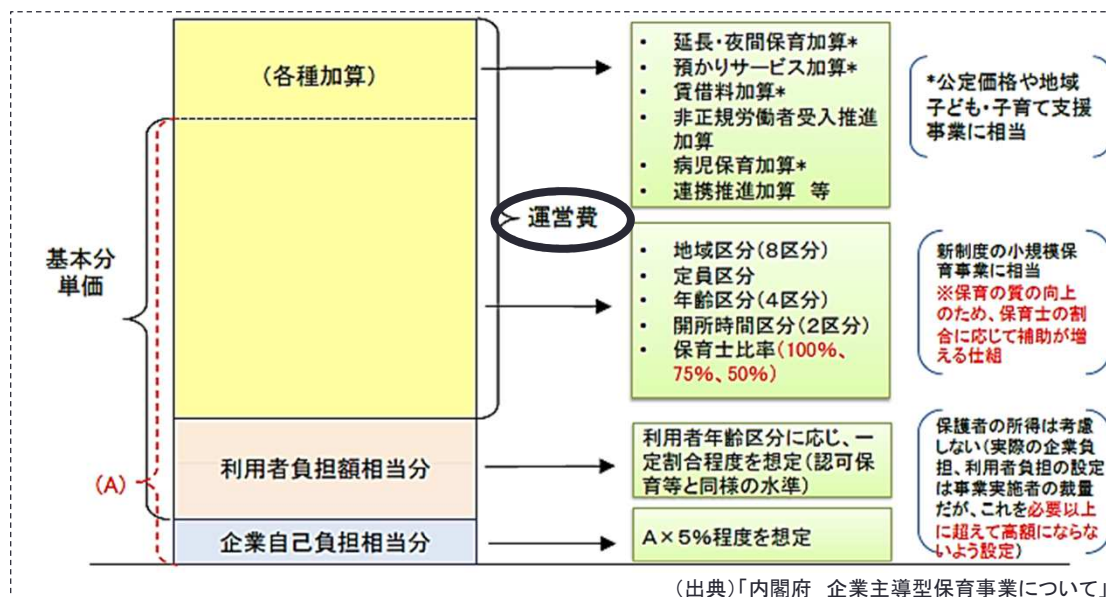 (各種加算)
基本分
単価
(A)
利用者負担額相当分
企業自己負担相当分
運営費
• 延長・夜間保育加算*
• 預かりサービス加算*
• 賃借料加算*
• 非正規労働者受入推進
加算
• 病児保育加算*
• 連携推進加算 等
*公定価格や地域
子ども・子育て支援
事業に相当
• 地域区分(8区分)
• 定員区分
• 年齢区分(4区分)
• 開所時間区分(2区分)
• 保育士比率(100%、
75%、50%)
新制度の小規模保
育事業に相当
※保育の質の向上
のため、保育士の割
合に応じて補助が増
える仕組
利用者年齢区分に応じ、一
定割合程度を想定(認可保
育等と同様の水準)
A×5%程度を想定
保護者の所得は考慮
しない(実際の企業負
担、利用者負担の設定
は事業実施者の裁量
だが、これを必要以上
に超えて高額にならな
いよう設定)
(出典)「内閣府 企業主導型保育事業について」